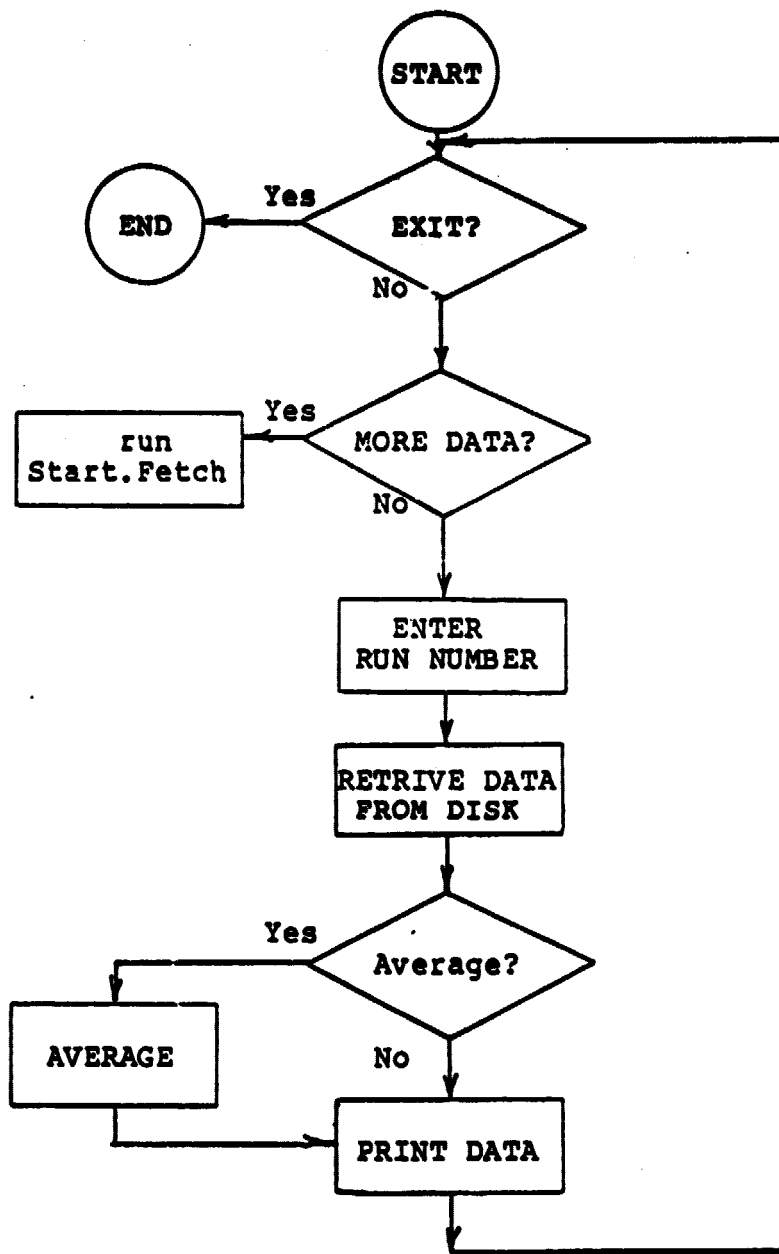 START
Yes
END
EXIT?
No
Yes
run
Start.Fetch
MORE DATA?
No
ENTER
RUN NUMBER
RETRIVE DATA
FROM DISK
Yes
Average?
AVERAGE
No
PRINT DATA